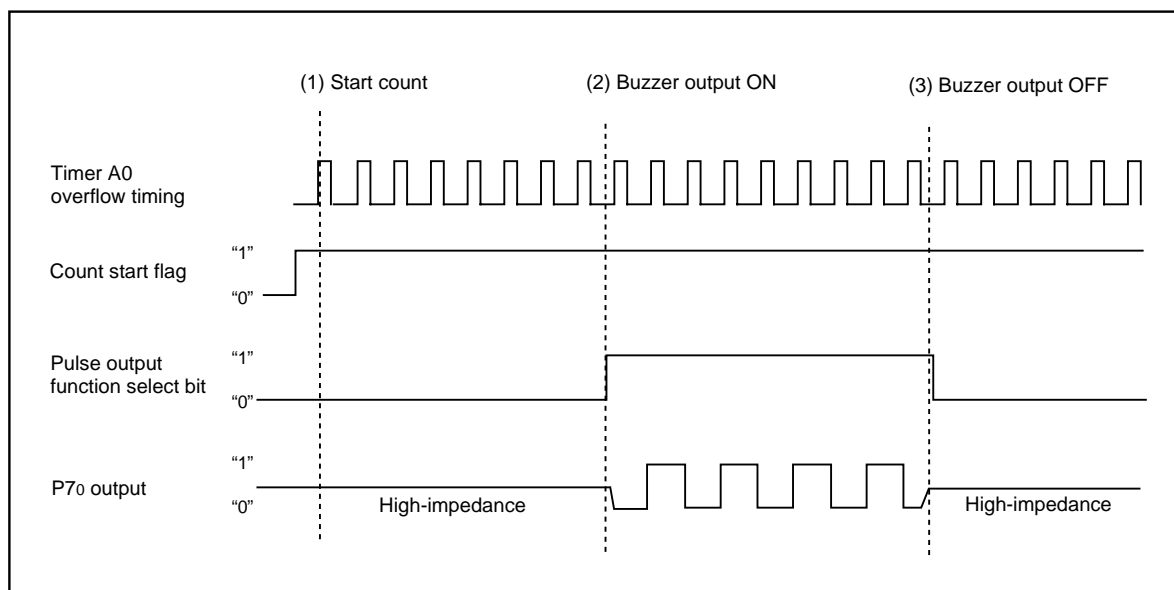 (1) Start count
(2) Buzzer output ON
(3) Buzzer output OFF
Timer A0
overflow timing
“1”
Count start flag
“0”
“1”
Pulse output
function select bit
“0”
“1”
P70 output
“0”
High-impedance
High-impedance